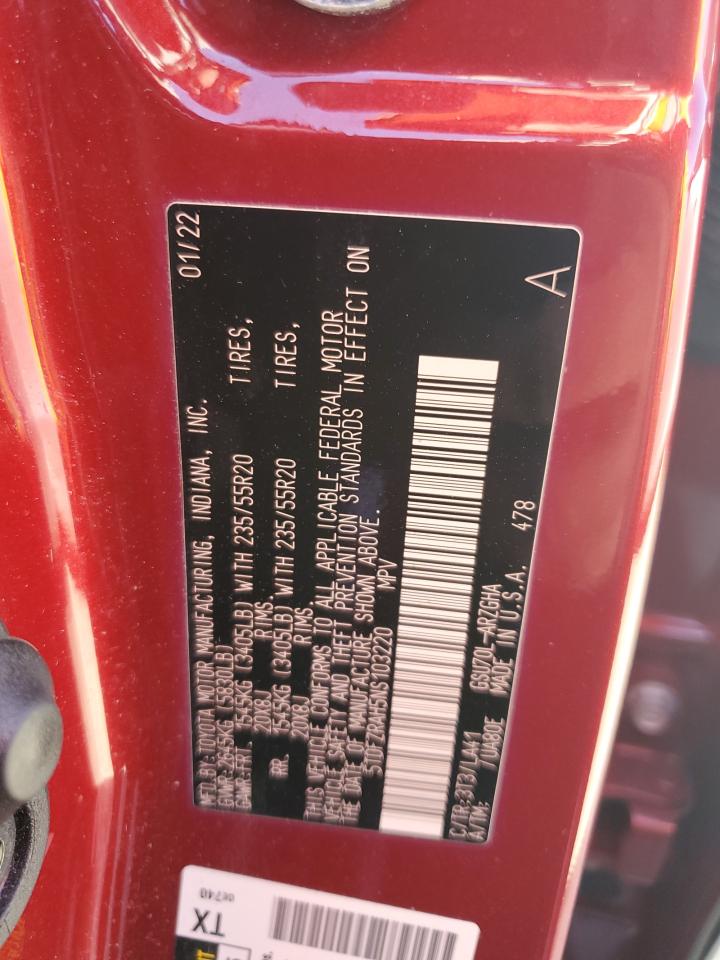 MFD BY: TOYOTA MOTOR MANUFACTURING, INDIANA, INC. 01/22
GVWR: 2645KG (5830LB)
GAWR: FR - 1545KG (3405LB) WITH 235/55R20 TIRES,
20X8J RIMS.
RR. 1545KG (3405LB) WITH 235/55R20 TIRES,
20X8J RIMS.
THIS VEHICLE CONFORMS TO ALL APPLICABLE FEDERAL MOTOR
VEHICLE SAFETY AND THEFT PREVENTION STANDARDS IN EFFECT ON
THE DATE OF MANUFACTURE SHOWN ABOVE.
MPV
C/TR: 3T3/LA41 GSU70L-ARZGHA
A/TM: /UA80E MADE IN U.S.A. 478
A
TX
0E740